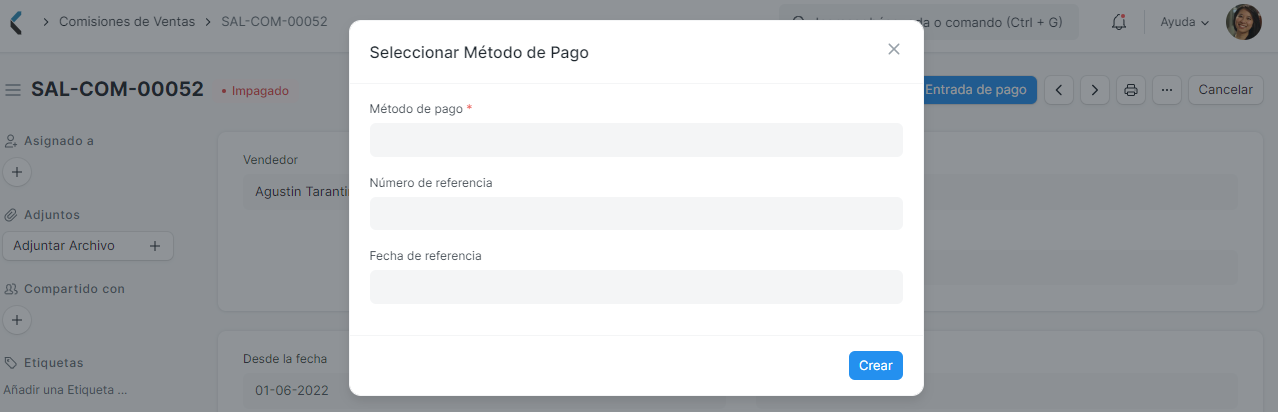 Comisiones de Ventas
SAL-COM-00052
o comando (Ctrl + G)
Ayuda
Seleccionar Método de Pago
SAL-COM-00052
Impagado
Entrada de pago
...
Cancelar
Método de pago *
Asignado a
Vendedor
Número de referencia
Agustin
Adjuntos
Adjuntar Archivo
Fecha de referencia
Compartido con
Etiquetas
Desde la fecha
Crear
Añadir una Etiqueta ...
01-06-2022